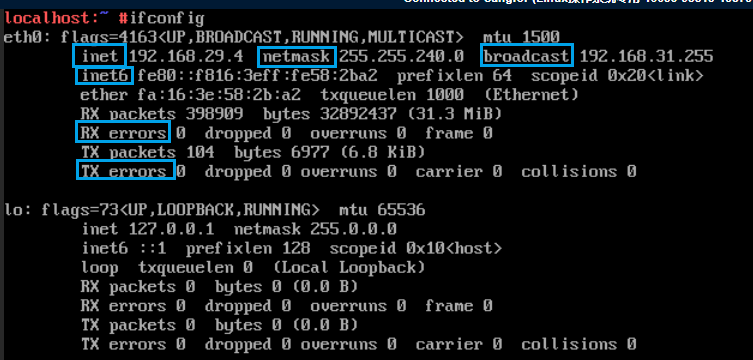 localhost:~ #ifconfig
eth0: flags=4163<UP,BROADCAST,RUNNING,MULTICAST>  mtu 1500
inet 192.168.29.4  netmask 255.255.240.0  broadcast 192.168.31.255
inet6 fe80::f816:3eff:fe58:2ba2  prefixlen 64  scopeid 0x20<link>
ether fa:16:3e:58:2b:a2  txqueuelen 1000  (Ethernet)
RX packets 398909  bytes 32892437 (31.3 MiB)
RX errors 0  dropped 0  overruns 0  frame 0
TX packets 104  bytes 6977 (6.8 KiB)
TX errors 0  dropped 0 overruns 0  carrier 0  collisions 0
lo: flags=73<UP,LOOPBACK,RUNNING>  mtu 65536
inet 127.0.0.1  netmask 255.0.0.0
inet6 ::1  prefixlen 128  scopeid 0x10<host>
loop  txqueuelen 0  (Local Loopback)
RX packets 0  bytes 0 (0.0 B)
RX errors 0  dropped 0  overruns 0  frame 0
TX packets 0  bytes 0 (0.0 B)
TX errors 0  dropped 0 overruns 0  carrier 0  collisions 0